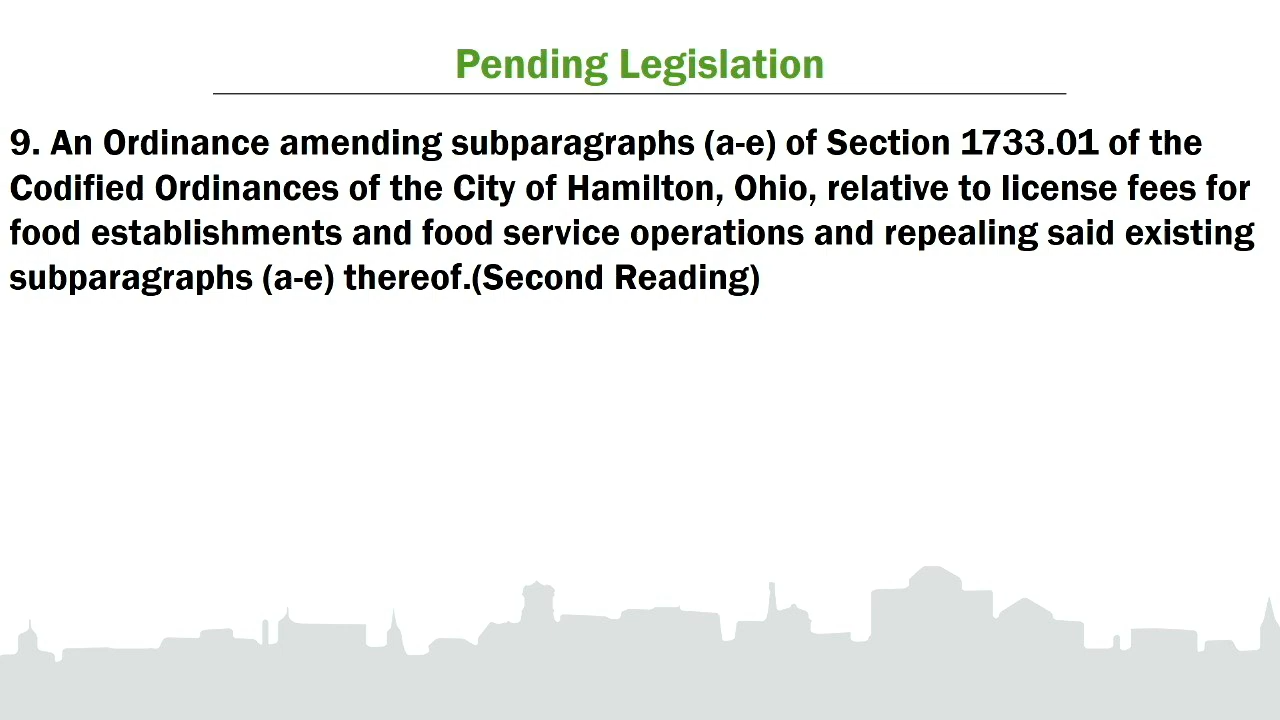 Pending Legislation
9. An Ordinance amending subparagraphs (a-e) of Section 1733.01 of the
Codified Ordinances of the City of Hamilton, Ohio, relative to license fees for
food establishments and food service operations and repealing said existing
subparagraphs (a-e) thereof.(Second Reading)